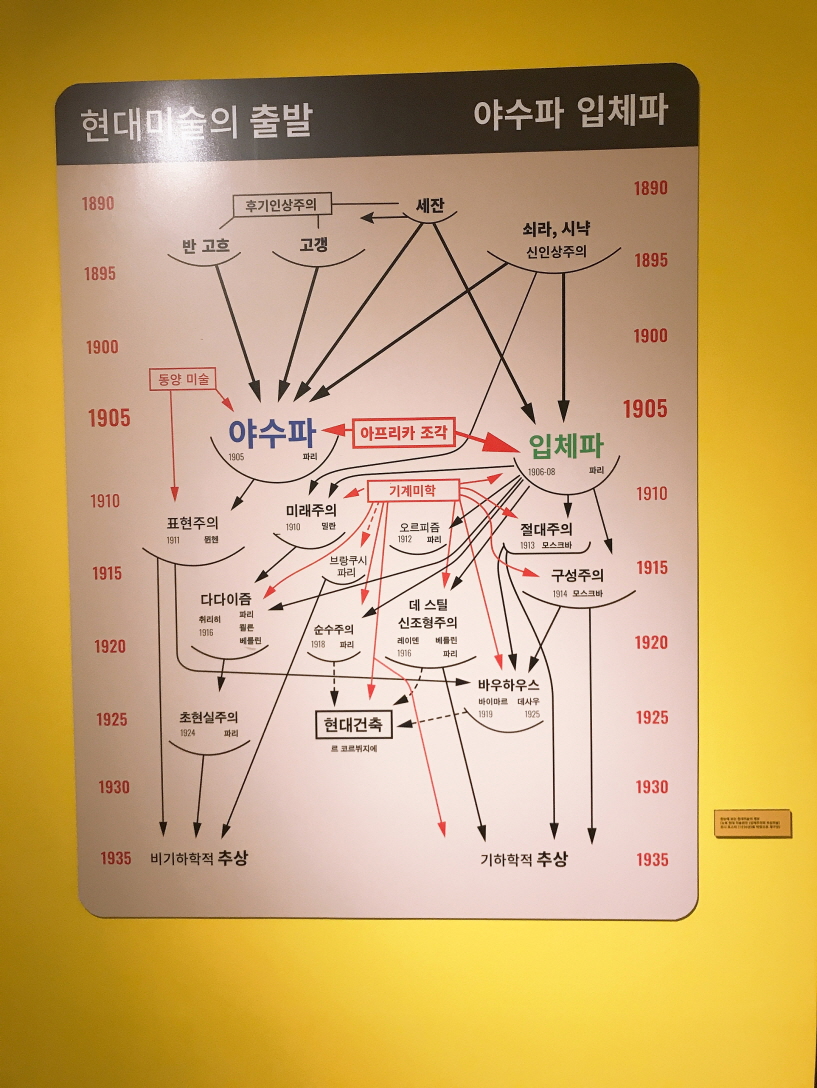 현대미술의 출발
야수파 입체파
1890
후기인상주의
세잔
1890
반 고흐
고갱
쇠라, 시냑
신인상주의
1895
1895
1900
1900
동양 미술
1905
야수파
1905 파리
아프리카 조각
입체파
1906-08 파리
1905
1910
기계미학
1910
표현주의
1911 뮌헨
미래주의
1910 밀란
오르피즘
1912 파리
절대주의
1913 모스크바
1915
브랑쿠시
파리
구성주의
1914 모스크바
1915
다다이즘
취리히
1916
파리
쾰른
베를린
순수주의
1918 파리
데 스틸
신조형주의
레이덴 베를린
1916 파리
1920
1920
바우하우스
바이마르 데사우
1919 1925
초현실주의
1924 파리
현대건축
르 코르뷔지에
1925
1925
1930
1930
1935
비기하학적 추상
기하학적 추상
1935